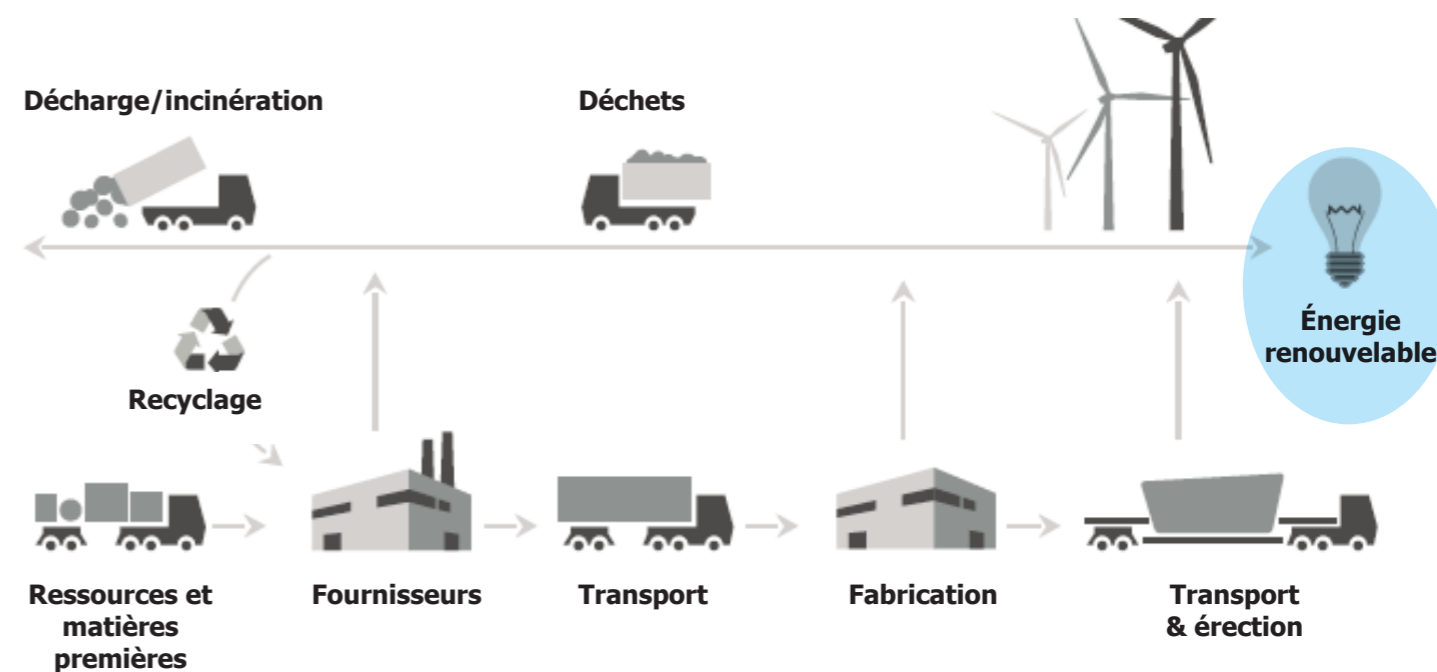 Décharge/incinération
Déchets
Énergie
renouvelable
Recyclage
Ressources et
matières
premières
Fournisseurs
Transport
Fabrication
Transport
& érection